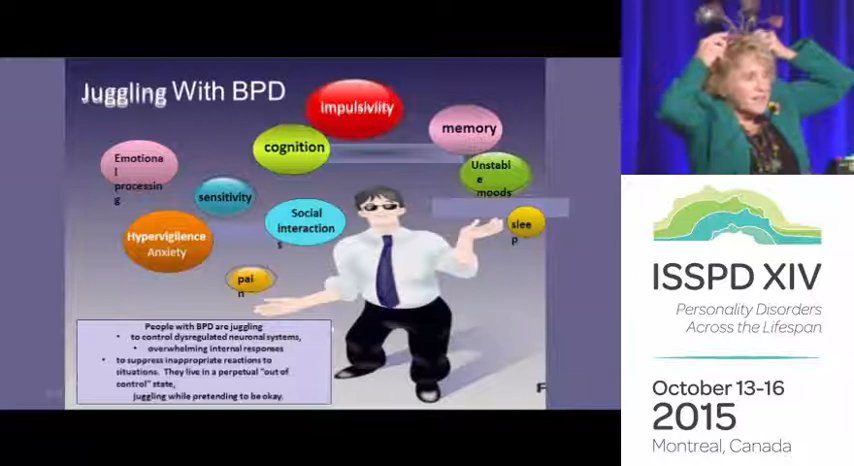 Juggling With BPD
Impulsivity
memory
cognition
Emotiona
l
processin
g
Unstabl
e
moods
sensitivity
Social
interaction
s
slee
p
Hypervigilence
Anxiety
pai
n
People with BPD are juggling
• to control dysregulated neuronal systems,
• overwhelming internal responses
• to suppress inappropriate reactions to
situations. They live in a perpetual "out of
control" state,
juggling while pretending to be okay.
F
ISSPD XIV
Personality Disorders
Across the Lifespan
October 13-16
2015
Montreal, Canada